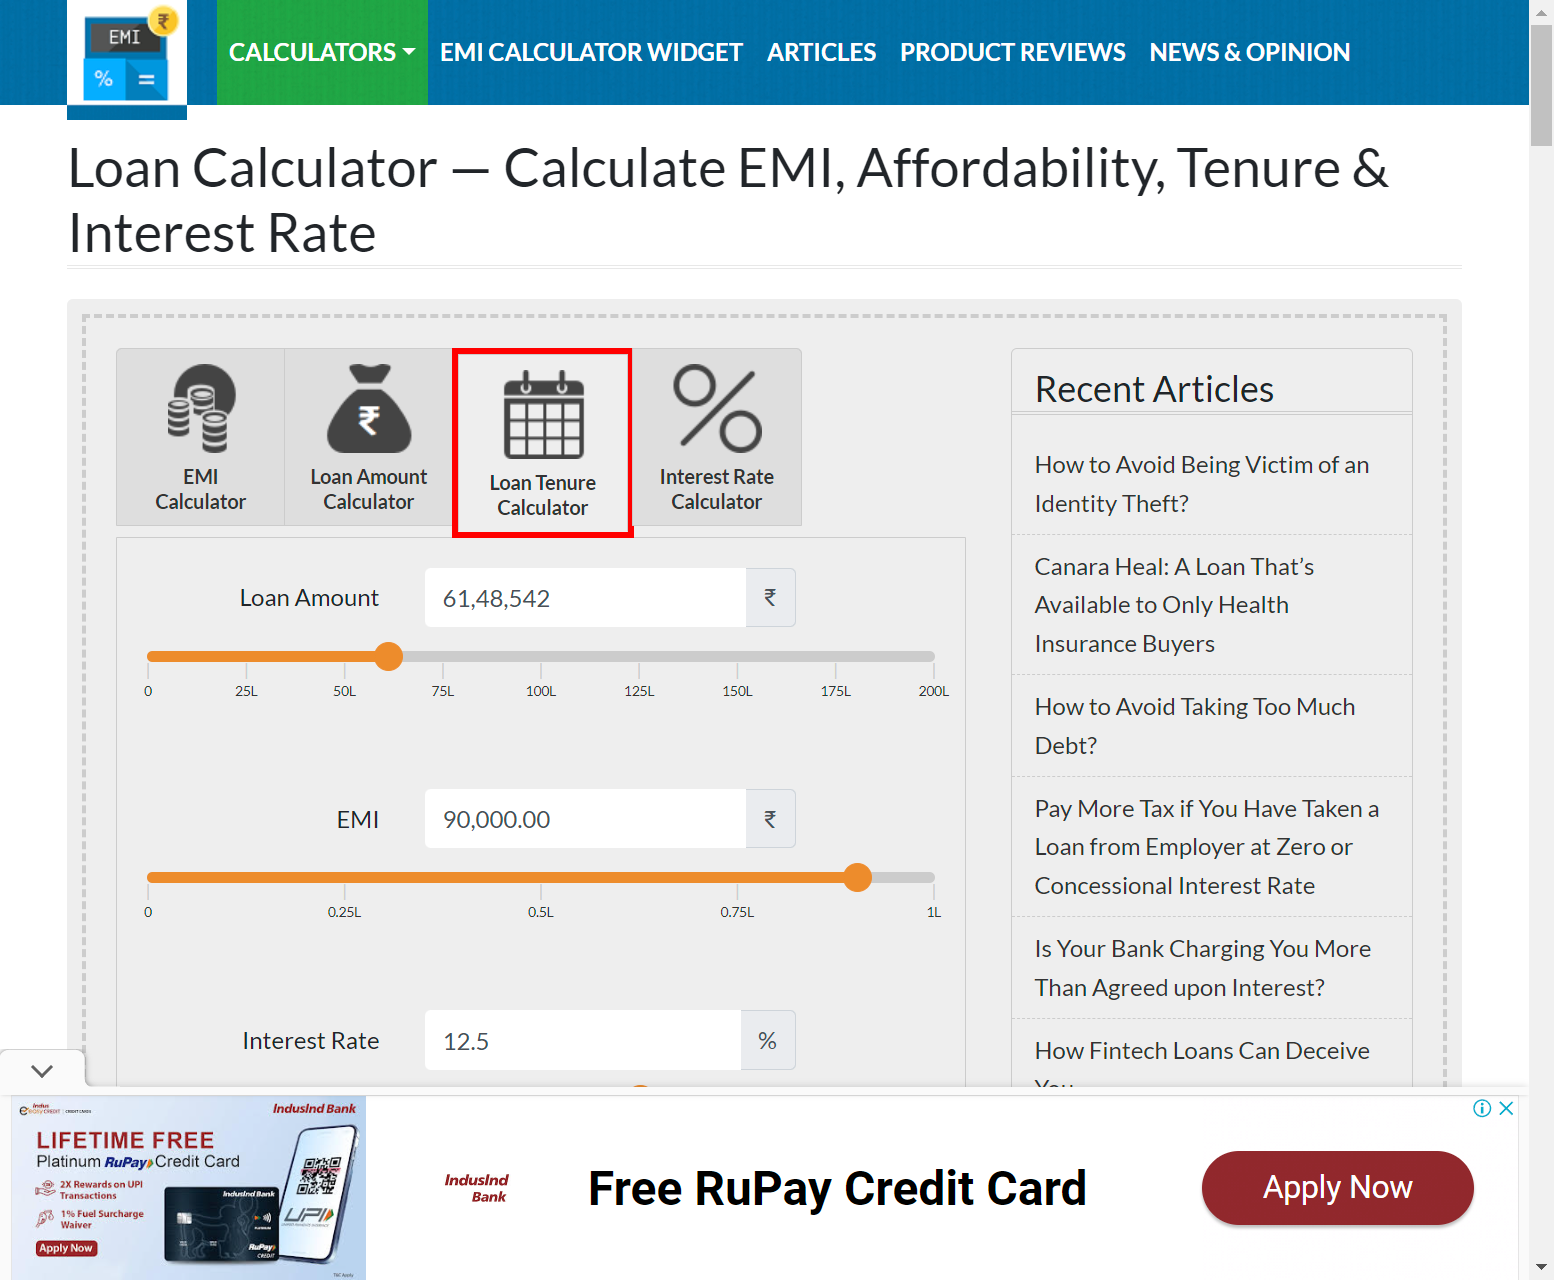 EMI
₹
%
=
CALCULATORS
EMI CALCULATOR WIDGET
ARTICLES
PRODUCT REVIEWS
NEWS & OPINION
Loan Calculator — Calculate EMI, Affordability, Tenure &
Interest Rate
EMI
Calculator
₹
Loan Amount
Calculator
Loan Tenure
Calculator
Interest Rate
Calculator
Loan Amount
61,48,542
₹
0
25L
50L
75L
100L
125L
150L
175L
200L
EMI
90,000.00
₹
0
0.25L
0.5L
0.75L
1L
Interest Rate
12.5
%
Recent Articles
How to Avoid Being Victim of an
Identity Theft?
Canara Heal: A Loan That’s
Available to Only Health
Insurance Buyers
How to Avoid Taking Too Much
Debt?
Pay More Tax if You Have Taken a
Loan from Employer at Zero or
Concessional Interest Rate
Is Your Bank Charging You More
Than Agreed upon Interest?
How Fintech Loans Can Deceive
You
IndusInd Bank
LIFETIME FREE
Platinum RuPay Credit Card
2X Rewards on UPI
Transactions
1% Fuel Surcharge
Waiver
Apply Now
IndusInd Bank
RuPay
CREDIT
UPI
IndusInd
Bank
Free RuPay Credit Card
Apply Now